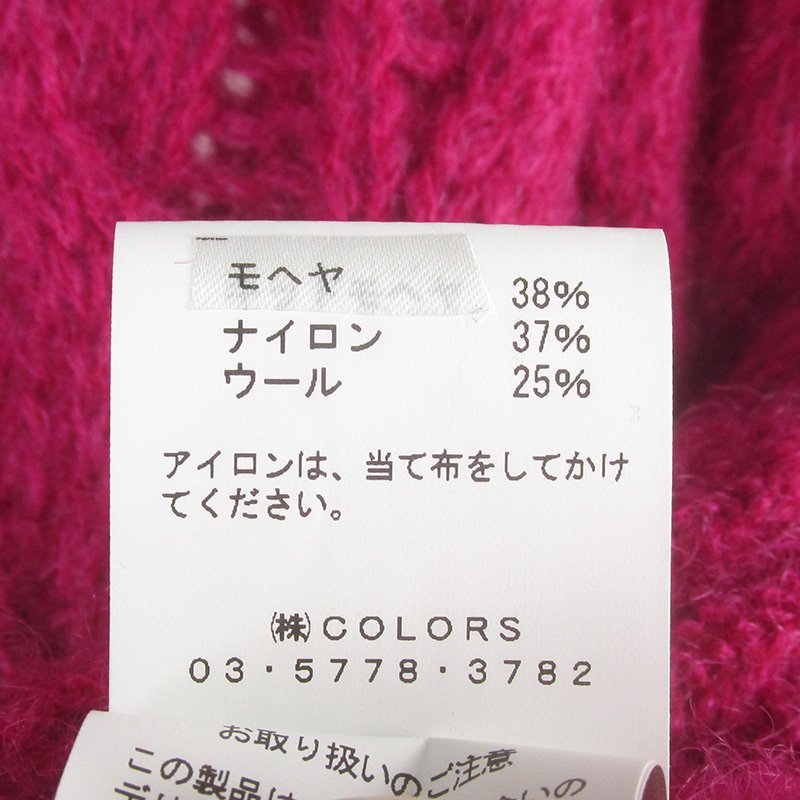 モヘヤ 38%
ナイロン 37%
ウール 25%
アイロンは、当て布をしてかけ
てください。
㈱COLORS
03・5778・3782
お取り扱いのご注意
この製品は
いの